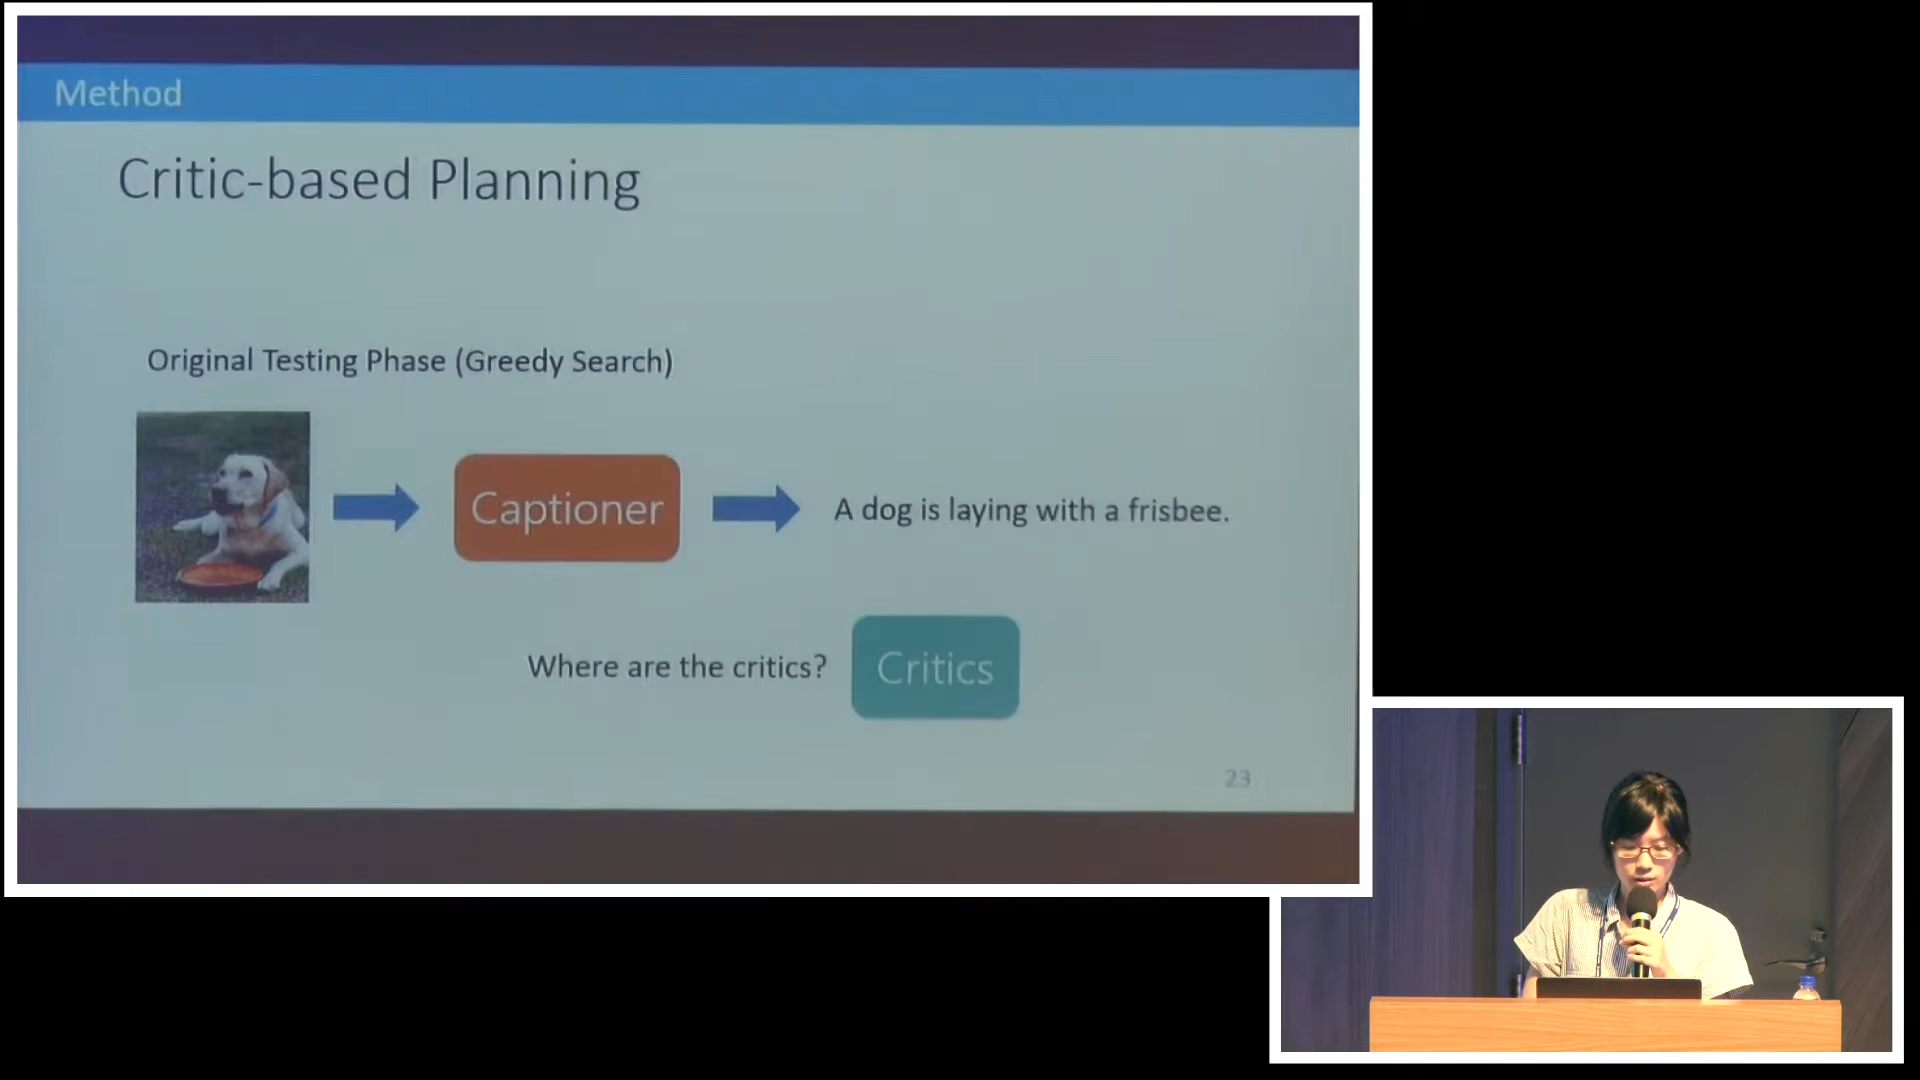 Method
Critic-based Planning
Original Testing Phase (Greedy Search)
Captioner
A dog is laying with a frisbee.
Where are the critics?
Critics
23